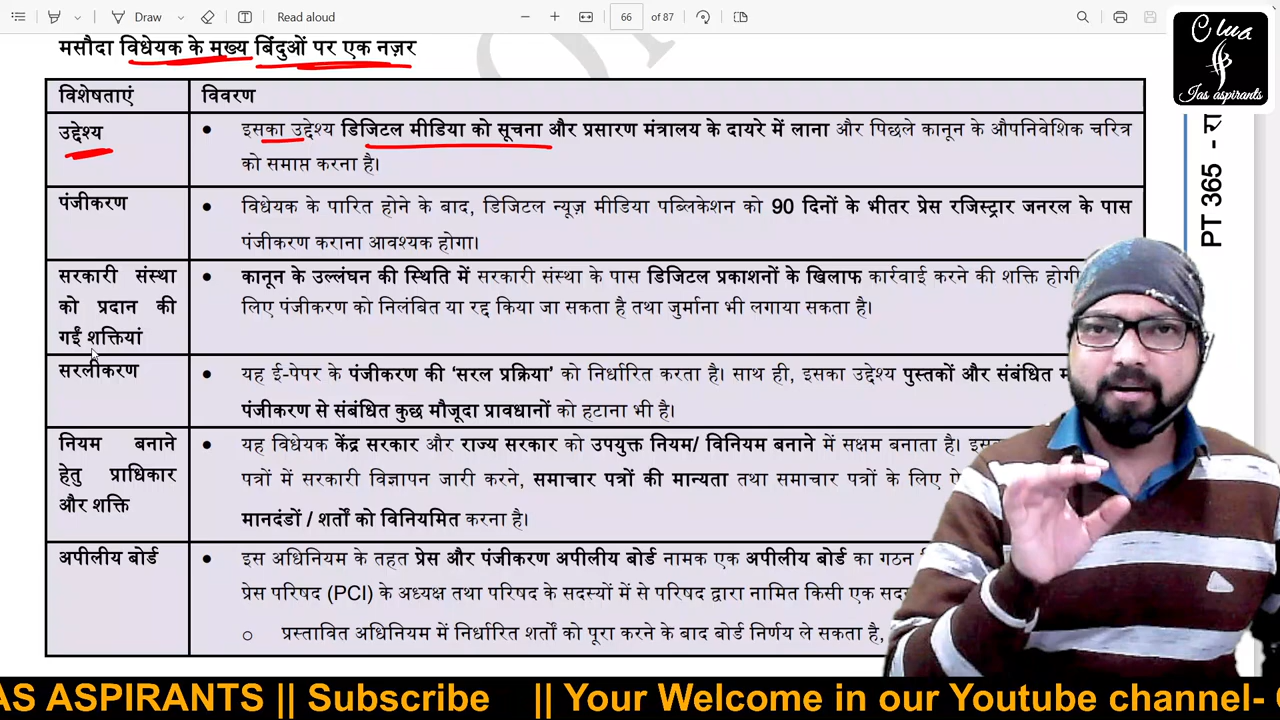 Draw
Read aloud
66 of 87
Clua
Ias aspirants
PT 365 - रा
मसौदा विधेयक के मुख्य बिंदुओं पर एक नज़र
विशेषताएं विवरण
उद्देश्य • इसका उद्देश्य डिजिटल मीडिया को सूचना और प्रसारण मंत्रालय के दायरे में लाना और पिछले कानून के औपनिवेशिक चरित्र
को समाप्त करना है।
पंजीकरण • विधेयक के पारित होने के बाद, डिजिटल न्यूज़ मीडिया पब्लिकेशन को 90 दिनों के भीतर प्रेस रजिस्ट्रार जनरल के पास
पंजीकरण कराना आवश्यक होगा।
सरकारी संस्था • कानून के उल्लंघन की स्थिति में सरकारी संस्था के पास डिजिटल प्रकाशनों के खिलाफ कार्रवाई करने की शक्ति होगी
को प्रदान की लिए पंजीकरण को निलंबित या रद्द किया जा सकता है तथा जुर्माना भी लगाया सकता है।
गईं शक्तियां
सरलीकरण • यह ई-पेपर के पंजीकरण की ‘सरल प्रक्रिया’ को निर्धारित करता है। साथ ही, इसका उद्देश्य पुस्तकों और संबंधित
पंजीकरण से संबंधित कुछ मौजूदा प्रावधानों को हटाना भी है।
नियम बनाने • यह विधेयक केंद्र सरकार और राज्य सरकार को उपयुक्त नियम/ विनियम बनाने में सक्षम बनाता है।
हेतु प्राधिकार पत्रों में सरकारी विज्ञापन जारी करने, समाचार पत्रों की मान्यता तथा समाचार पत्रों के लिए
और शक्ति मानदंडों / शर्तों को विनियमित करना है।
अपीलीय बोर्ड • इस अधिनियम के तहत प्रेस और पंजीकरण अपीलीय बोर्ड नामक एक अपीलीय बोर्ड का गठन
प्रेस परिषद (PCI) के अध्यक्ष तथा परिषद के सदस्यों में से परिषद द्वारा नामित किसी एक
o प्रस्तावित अधिनियम में निर्धारित शर्तों को पूरा करने के बाद बोर्ड निर्णय ले सकता है,
AS ASPIRANTS || Subscribe || Your Welcome in our Youtube channel-